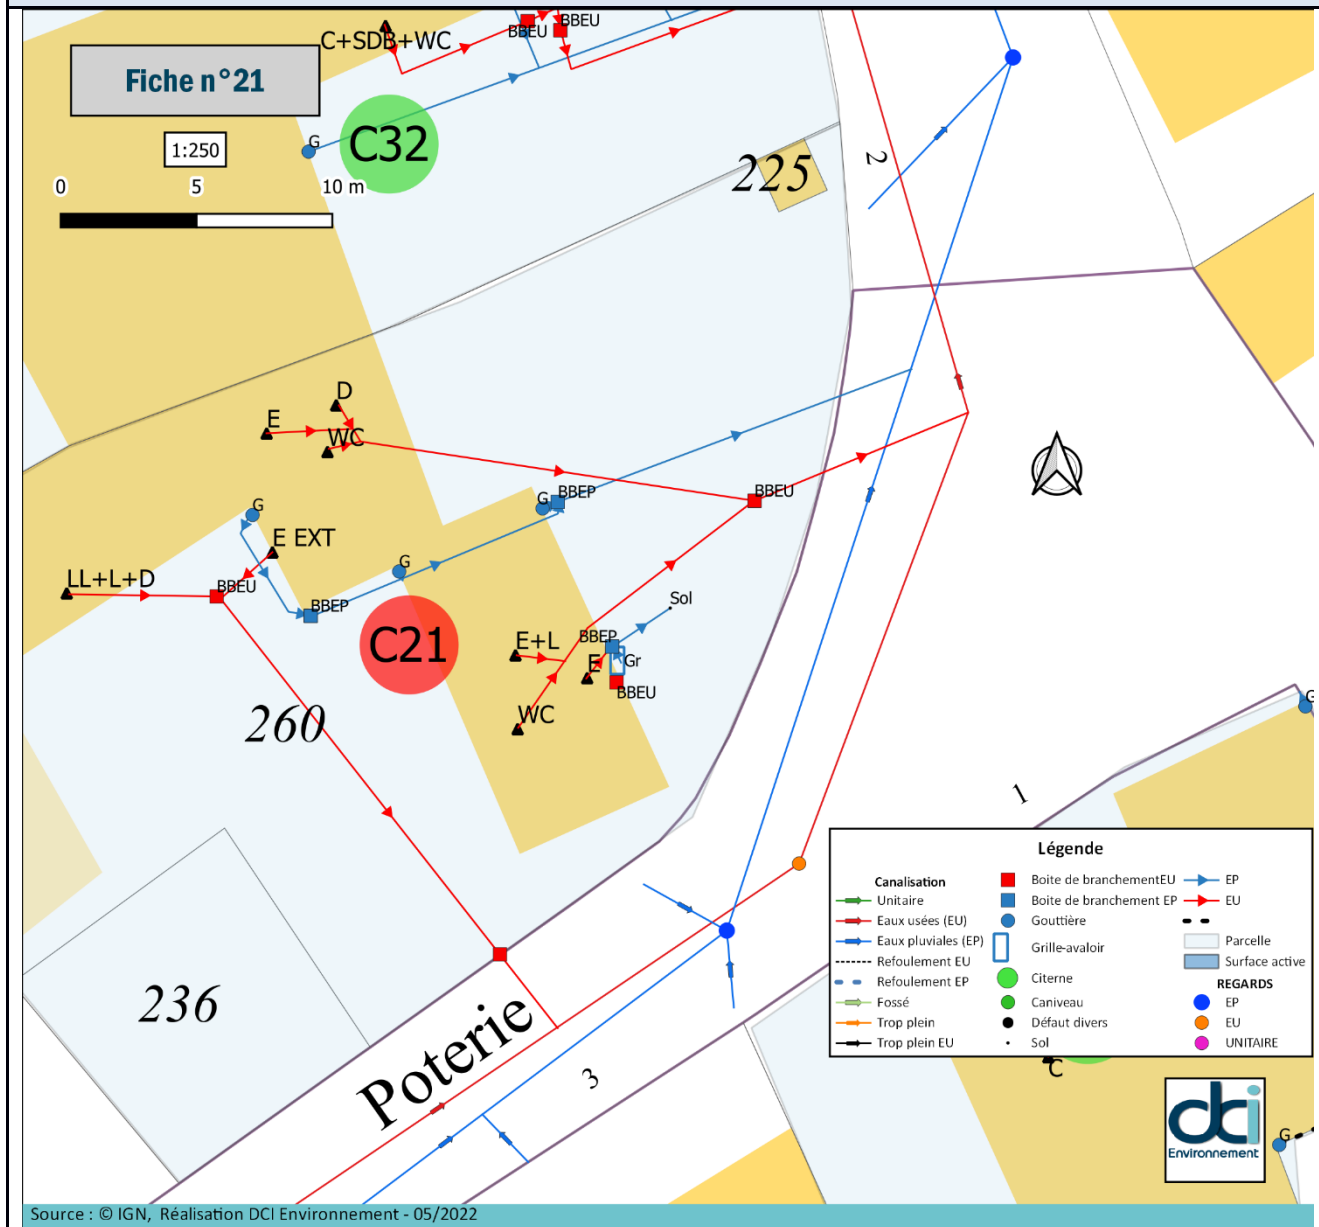 C+SDB+WC
BBEU
BBEU
Fiche n°21
1:250
0 5 10 m
G
C32
225
2
D
E
WC
BBEU
G
BBEP
G
E EXT
G
LL+L+D
BBEU
BBEP
Sol
C21
E+L
BBEP
E
Gr
BBEU
WC
260
G
1
236
Poterie
3
Légende
Canalisation
Unitaire
Eaux usées (EU)
Eaux pluviales (EP)
Refoulement EU
Refoulement EP
Fossé
Trop plein
Trop plein EU
Boite de branchementEU
Boite de branchement EP
Gouttière
Grille-avaloir
Citerne
Caniveau
Défaut divers
Sol
EP
EU
Parcelle
Surface active
REGARDS
EP
EU
UNITAIRE
C
dci
Environnement
G
Source : © IGN, Réalisation DCI Environnement - 05/2022